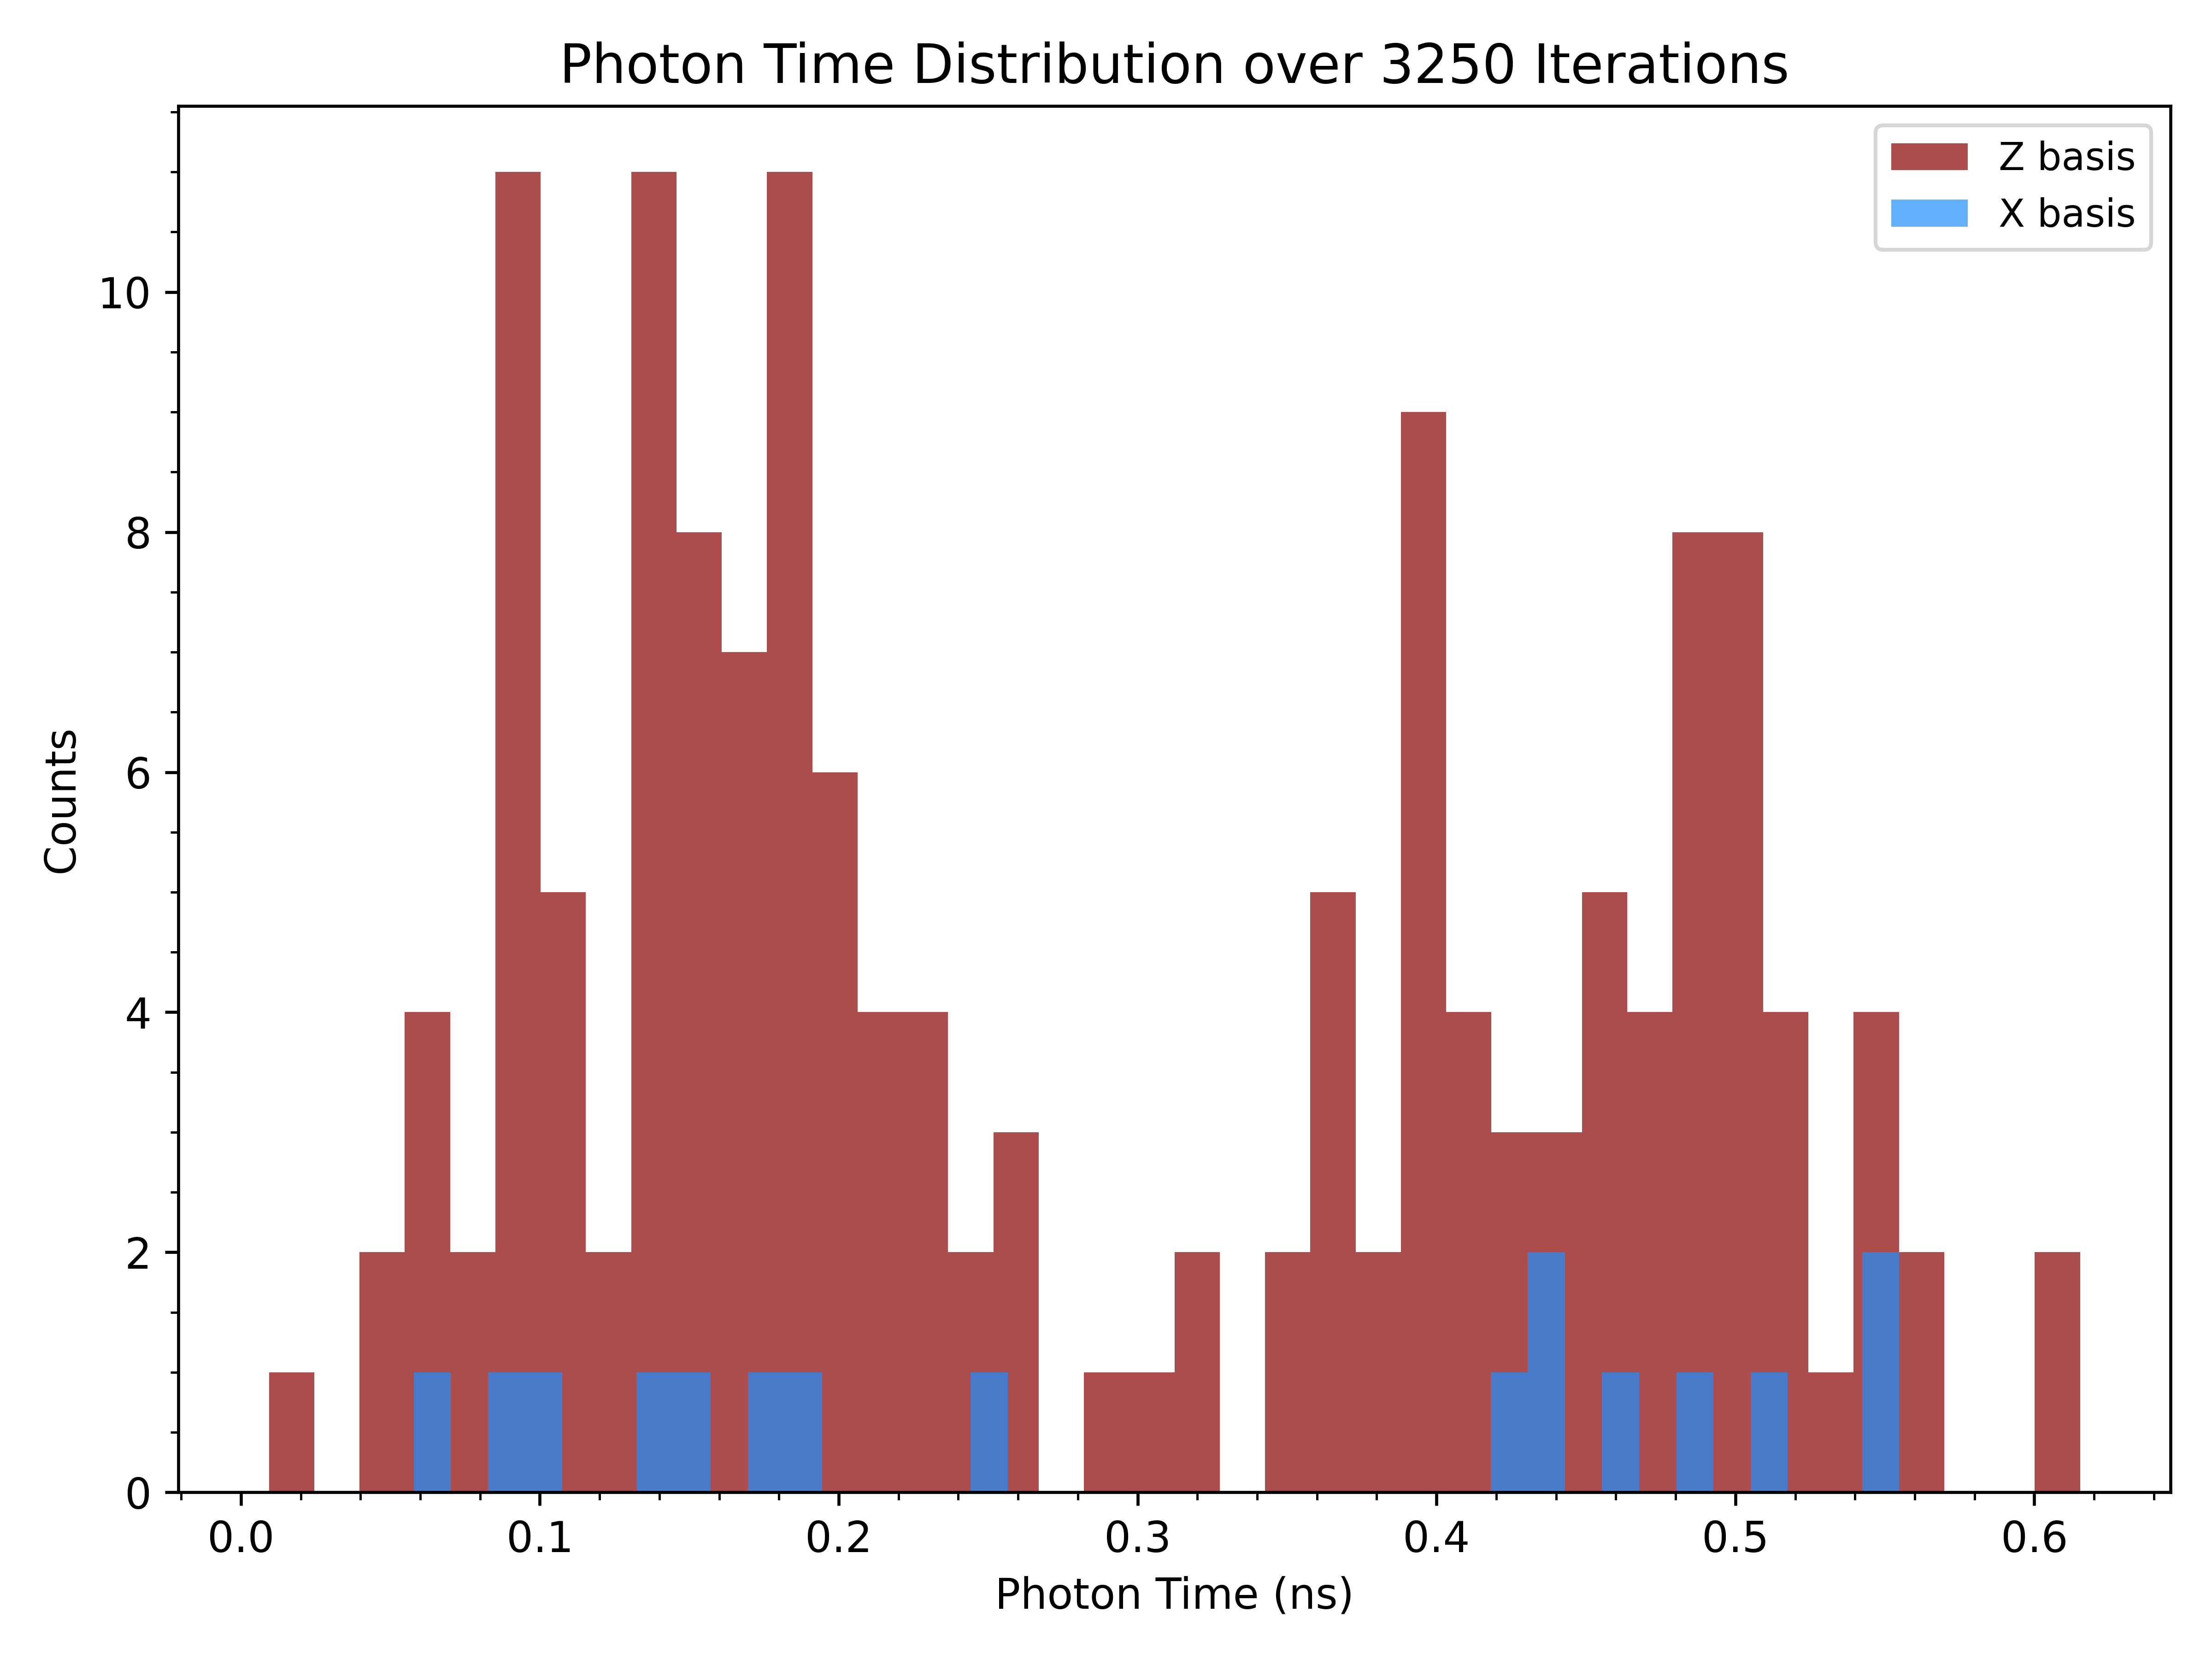 Photon Time Distribution over 3250 Iterations
Z basis
X basis
10
8
6
4
2
0
Counts
0.0 0.1 0.2 0.3 0.4 0.5 0.6
Photon Time (ns)